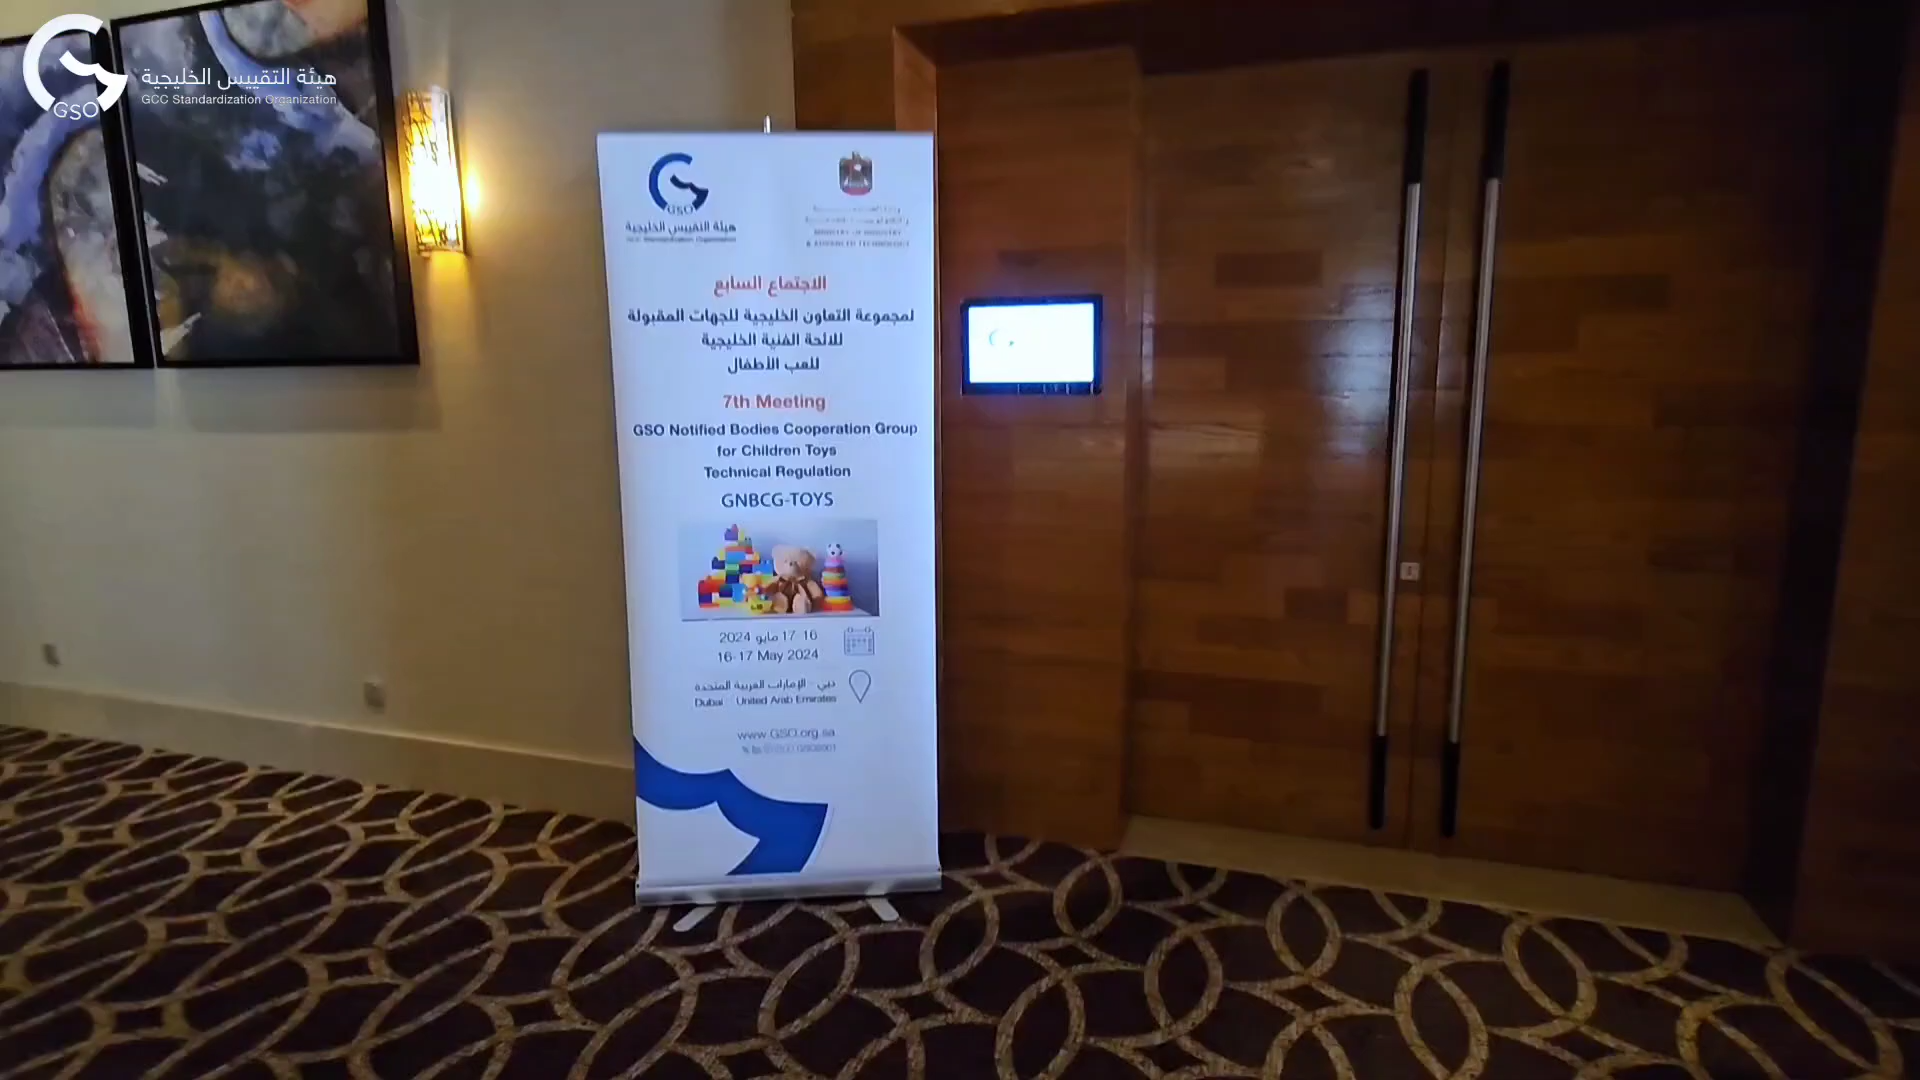 هيئة التقييس الخليجية
GCC Standardization Organization
GSO
GSO
هيئة التقييس الخليجية
GCC Standardization Organization
MINISTRY OF INDUSTRY
& ADVANCED TECHNOLOGY
الاجتماع السابع
لمجموعة التعاون الخليجية للجهات المقبولة
للائحة الفنية الخليجية
للعب الأطفال
7th Meeting
GSO Notified Bodies Cooperation Group
for Children Toys
Technical Regulation
GNBCG-TOYS
16-17 مايو 2024
16-17 May 2024
دبي - الإمارات العربية المتحدة
Dubai United Arab Emirates
www.GSO.org.sa